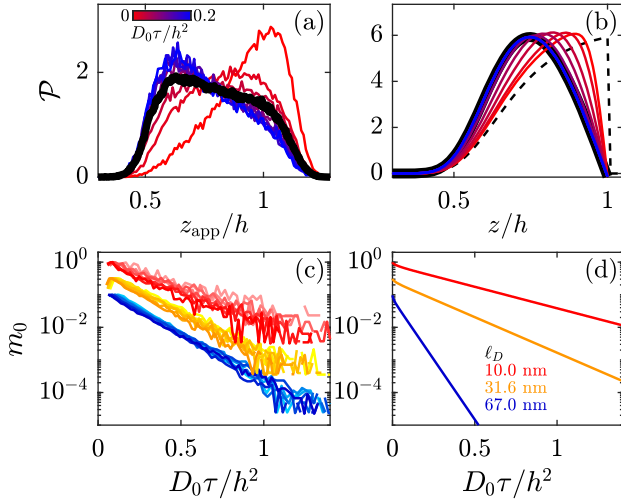 0 0.2 (a)
D₀τ/h²
2
0
𝒫
0.5 1
z_app/h
(b)
6
4
2
0
0.5 1
z/h
10⁰ (c)
10⁻²
10⁻⁴
m₀
0 0.5 1
D₀τ/h²
10⁰ (d)
10⁻²
10⁻⁴
ℓ_D
10.0 nm
31.6 nm
67.0 nm
0 0.5 1
D₀τ/h²